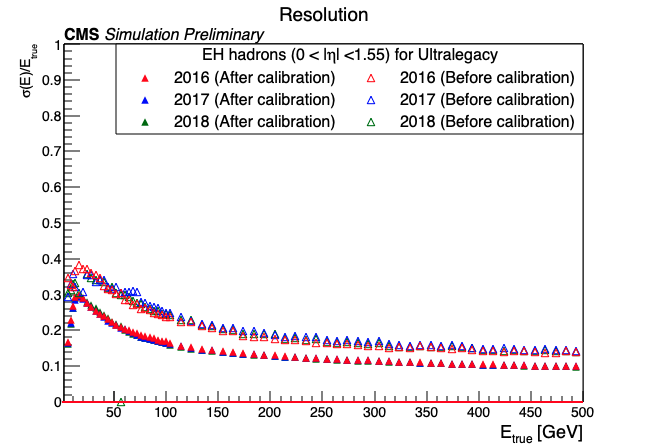 Resolution
CMS Simulation Preliminary
σ(E)/E_true
EH hadrons (0 < |η| <1.55) for Ultralegacy
2016 (After calibration) 2016 (Before calibration)
2017 (After calibration) 2017 (Before calibration)
2018 (After calibration) 2018 (Before calibration)
1
0.9
0.8
0.7
0.6
0.5
0.4
0.3
0.2
0.1
0
50 100 150 200 250 300 350 400 450 500
E_true [GeV]